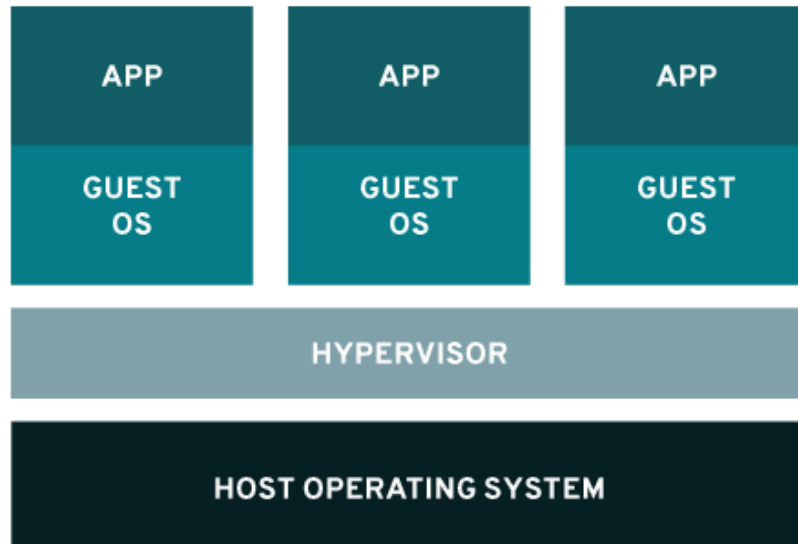 APP
APP
APP
GUEST
OS
GUEST
OS
GUEST
OS
HYPERVISOR
HOST OPERATING SYSTEM